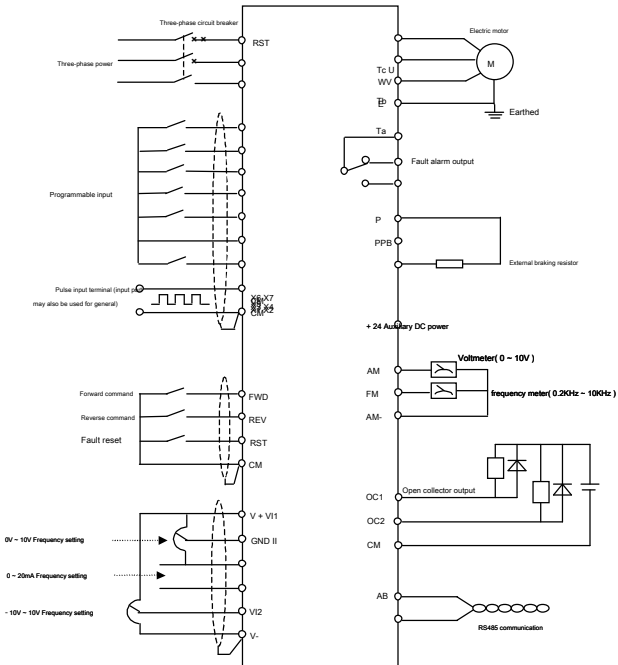 Three-phase circuit breaker
RST
Three-phase power
Electric motor
M
Tc U
WV
E
Earthed
Ta
Fault alarm output
Programmable input
P
PPB
External braking resistor
Pulse input terminal (input
may also be used for general)
X6 X7
CM
+ 24 Auxiliary DC power
AM
Voltmeter( 0 ~ 10V )
FM
frequency meter( 0.2KHz ~ 10KHz )
AM-
Forward command
FWD
Reverse command
REV
Fault reset
RST
CM
OC1
Open collector output
OC2
CM
V + VI1
0V ~ 10V Frequency setting
GND II
0 ~ 20mA Frequency setting
- 10V ~ 10V Frequency setting
VI2
V-
AB
RS485 communication